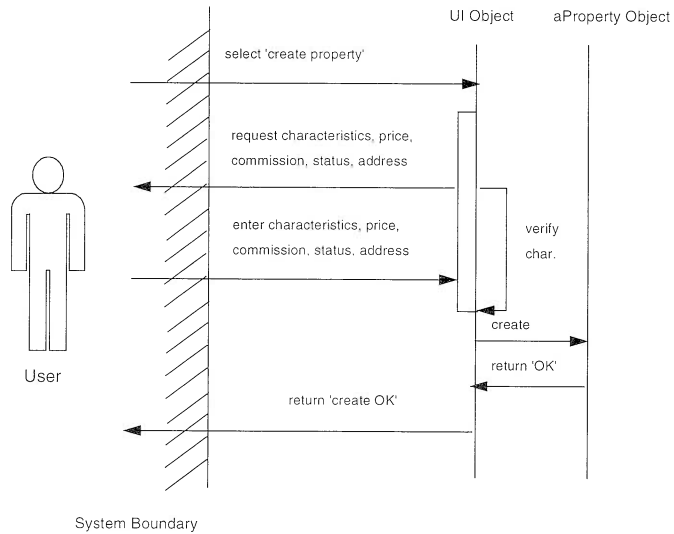 UI Object
aProperty Object
select 'create property'
request characteristics, price,
commission, status, address
enter characteristics, price,
commission, status, address
verify
char.
create
return 'OK'
return 'create OK'
User
System Boundary